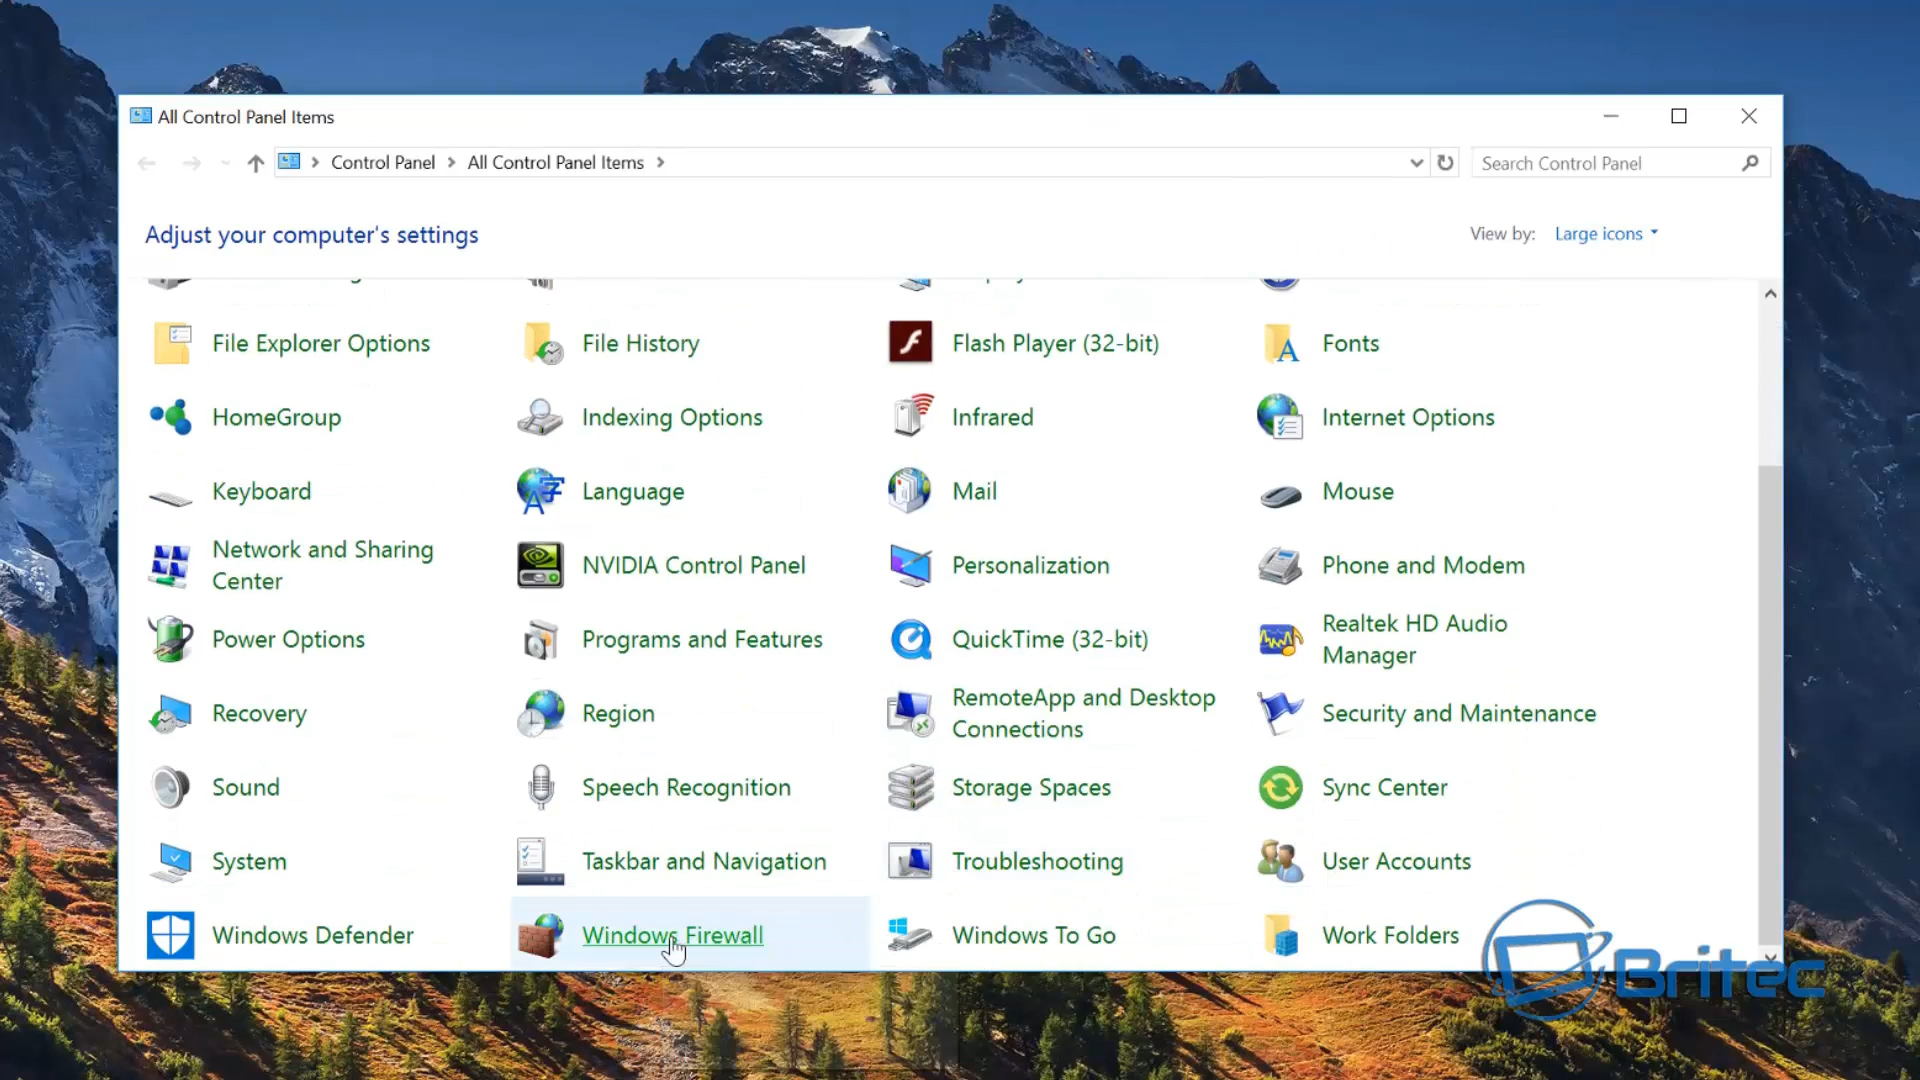 All Control Panel Items
Control Panel All Control Panel Items
Search Control Panel
Adjust your computer's settings
View by: Large icons
File Explorer Options
File History
Flash Player (32-bit)
Fonts
HomeGroup
Indexing Options
Infrared
Internet Options
Keyboard
Language
Mail
Mouse
Network and Sharing
Center
NVIDIA Control Panel
Personalization
Phone and Modem
Power Options
Programs and Features
QuickTime (32-bit)
Realtek HD Audio
Manager
Recovery
Region
RemoteApp and Desktop
Connections
Security and Maintenance
Sound
Speech Recognition
Storage Spaces
Sync Center
System
Taskbar and Navigation
Troubleshooting
User Accounts
Windows Defender
Windows Firewall
Windows To Go
Work Folders
Britec